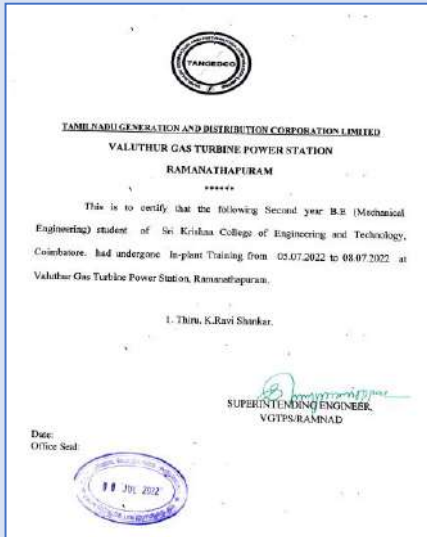 TANGEDCO
TAMILNADU GENERATION AND DISTRIBUTION CORPORATION LIMITED
VALUTHUR GAS TURBINE POWER STATION
RAMANATHAPURAM
******
This is to certify that the following Second year B.E (Mechanical
Engineering) student of Sri Krishna College of Engineering and Technology,
Coimbatore. had undergone In-plant Training from 05.07.2022 to 08.07.2022 at
Valuthur Gas Turbine Power Station, Ramanathapuram.
1. Thiru. K.Ravi Shankar.
SUPERINTENDING ENGINEER,
VGTPS/RAMNAD
Date:
Office Seal:
JUL 2022